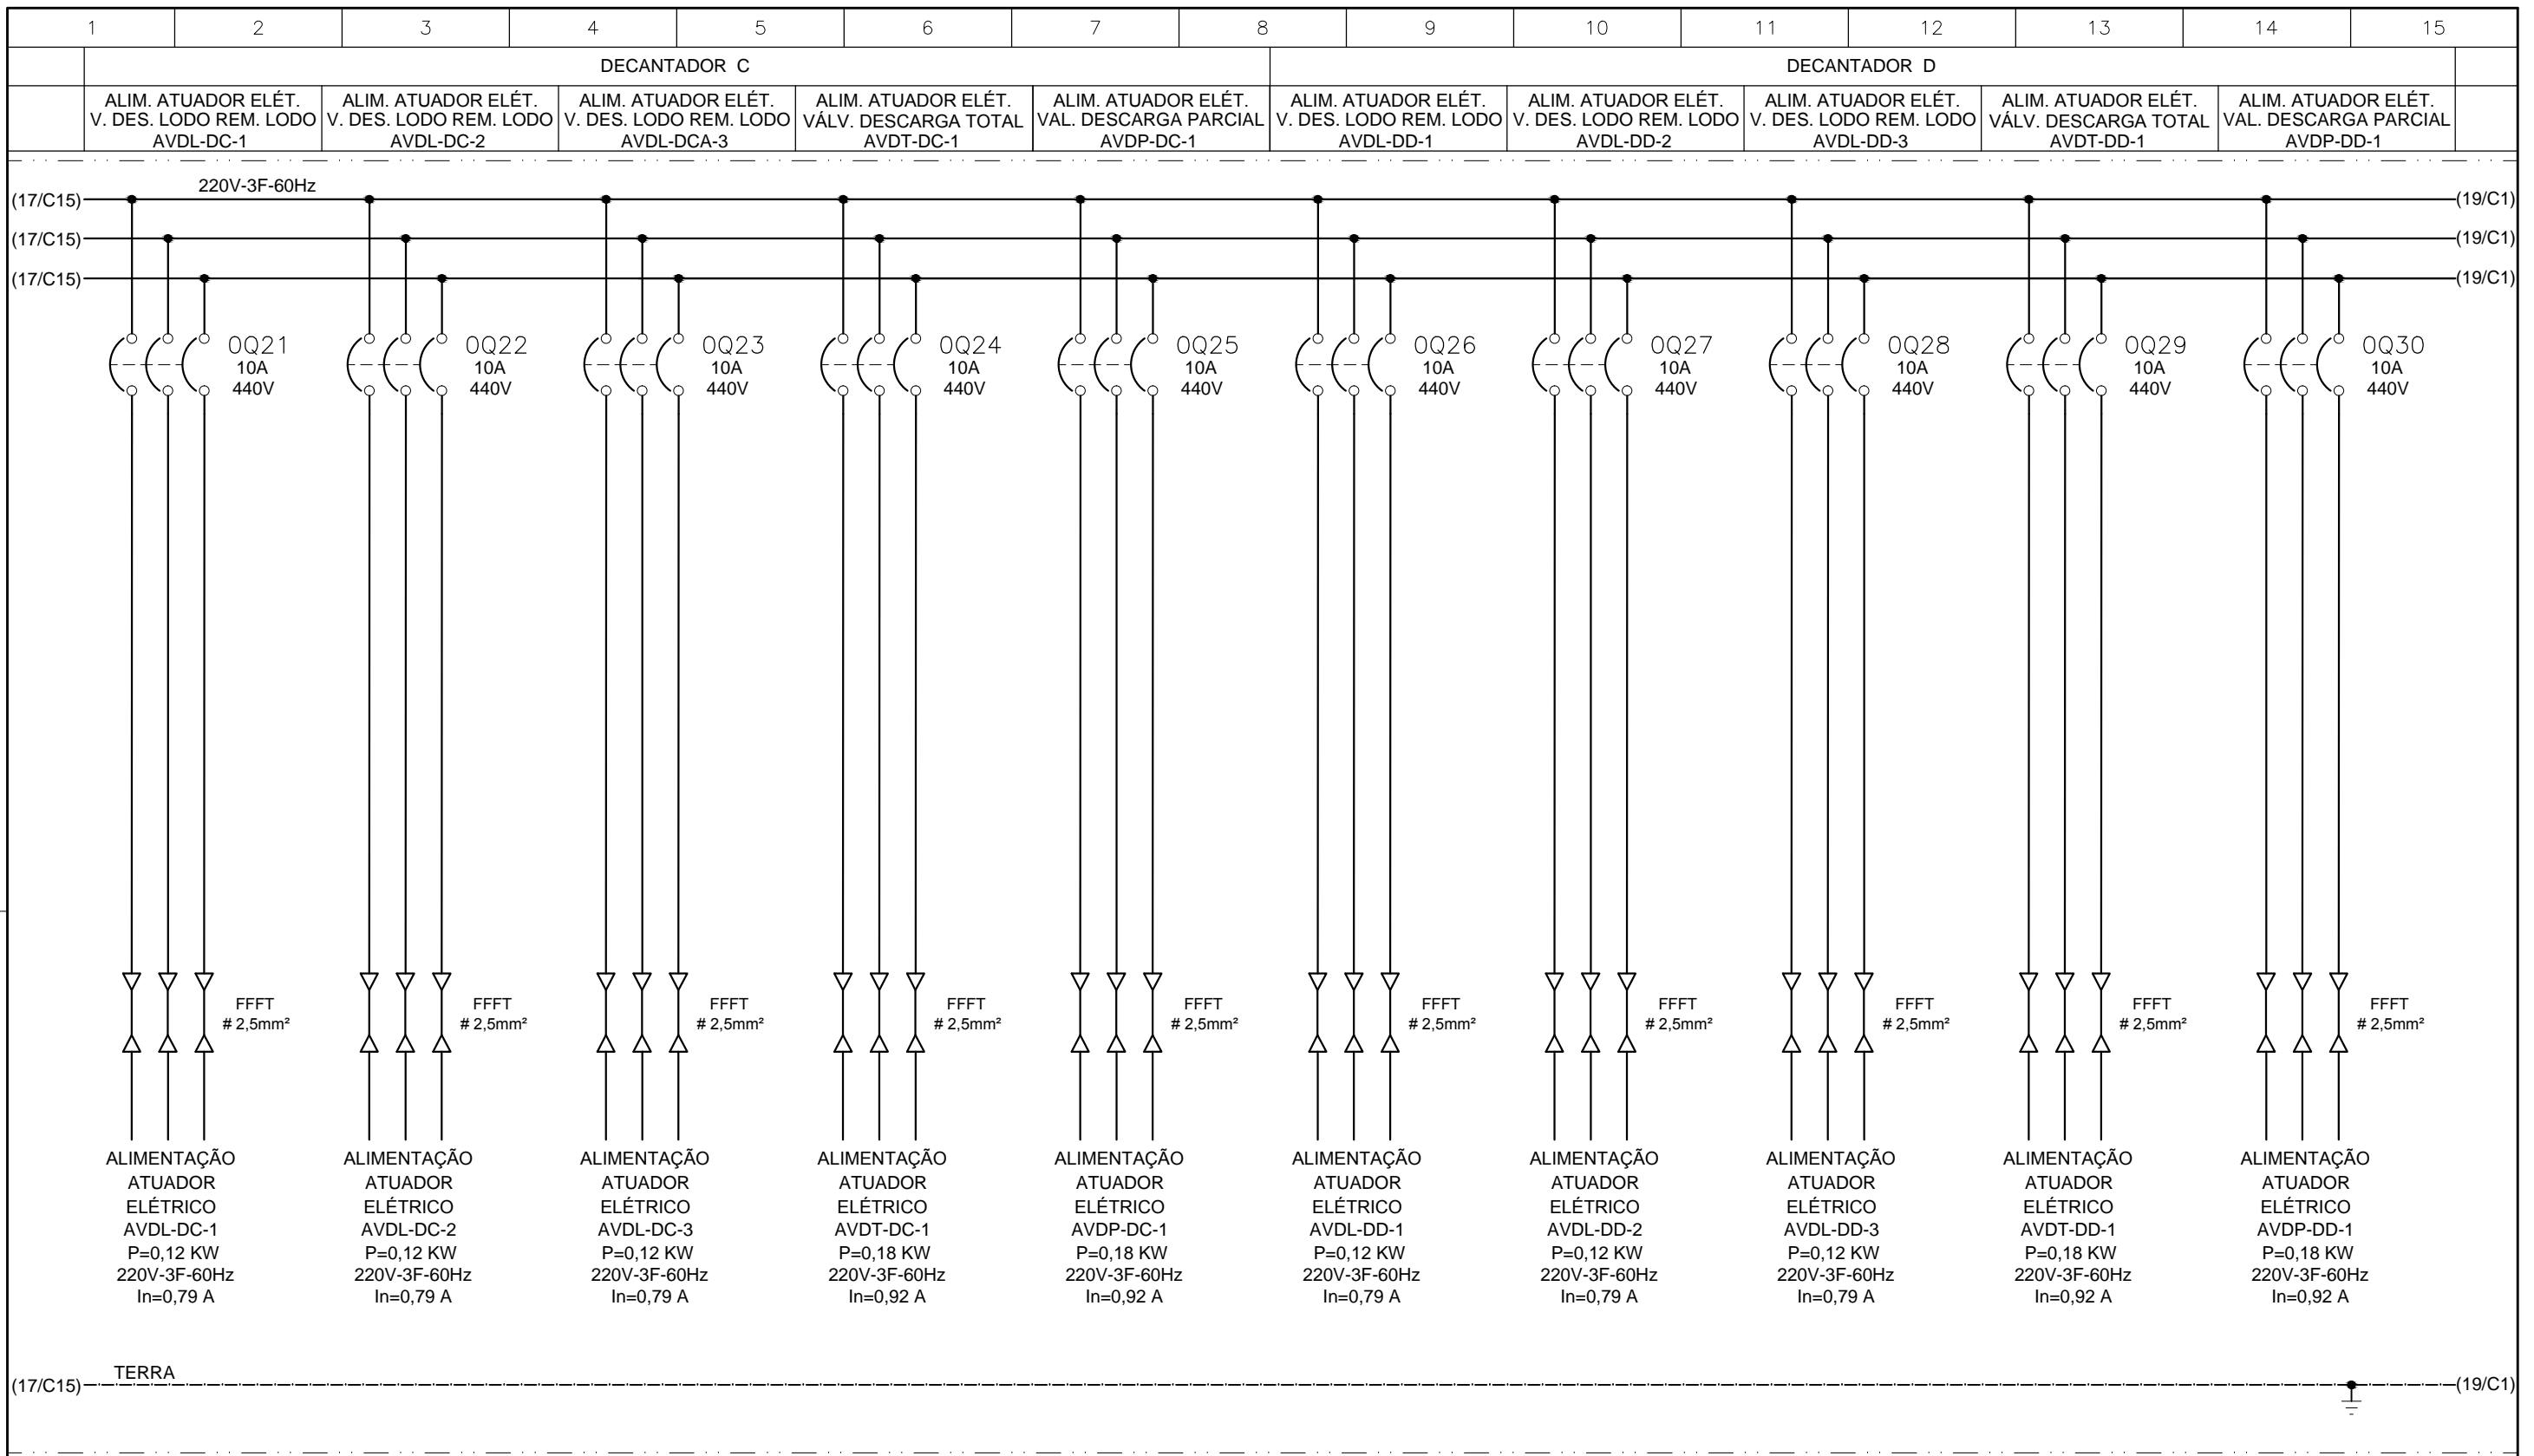 1 2 3 4 5 6 7 8 9 10 11 12 13 14 15
DECANTADOR C
DECANTADOR D
ALIM. ATUADOR ELÉT.
V. DES. LODO REM. LODO
AVDL-DC-1
ALIM. ATUADOR ELÉT.
V. DES. LODO REM. LODO
AVDL-DC-2
ALIM. ATUADOR ELÉT.
V. DES. LODO REM. LODO
AVDL-DCA-3
ALIM. ATUADOR ELÉT.
VÁLV. DESCARGA TOTAL
AVDT-DC-1
ALIM. ATUADOR ELÉT.
VAL. DESCARGA PARCIAL
AVDP-DC-1
ALIM. ATUADOR ELÉT.
V. DES. LODO REM. LODO
AVDL-DD-1
ALIM. ATUADOR ELÉT.
V. DES. LODO REM. LODO
AVDL-DD-2
ALIM. ATUADOR ELÉT.
V. DES. LODO REM. LODO
AVDL-DD-3
ALIM. ATUADOR ELÉT.
VÁLV. DESCARGA TOTAL
AVDT-DD-1
ALIM. ATUADOR ELÉT.
VAL. DESCARGA PARCIAL
AVDP-DD-1
220V-3F-60Hz
(17/C15) (19/C1)
(17/C15) (19/C1)
(17/C15) (19/C1)
0Q21
10A
440V
0Q22
10A
440V
0Q23
10A
440V
0Q24
10A
440V
0Q25
10A
440V
0Q26
10A
440V
0Q27
10A
440V
0Q28
10A
440V
0Q29
10A
440V
0Q30
10A
440V
FFFT
# 2,5mm²
FFFT
# 2,5mm²
FFFT
# 2,5mm²
FFFT
# 2,5mm²
FFFT
# 2,5mm²
FFFT
# 2,5mm²
FFFT
# 2,5mm²
FFFT
# 2,5mm²
FFFT
# 2,5mm²
FFFT
# 2,5mm²
ALIMENTAÇÃO
ATUADOR
ELÉTRICO
AVDL-DC-1
P=0,12 KW
220V-3F-60Hz
In=0,79 A
ALIMENTAÇÃO
ATUADOR
ELÉTRICO
AVDL-DC-2
P=0,12 KW
220V-3F-60Hz
In=0,79 A
ALIMENTAÇÃO
ATUADOR
ELÉTRICO
AVDL-DC-3
P=0,12 KW
220V-3F-60Hz
In=0,79 A
ALIMENTAÇÃO
ATUADOR
ELÉTRICO
AVDT-DC-1
P=0,18 KW
220V-3F-60Hz
In=0,92 A
ALIMENTAÇÃO
ATUADOR
ELÉTRICO
AVDP-DC-1
P=0,18 KW
220V-3F-60Hz
In=0,92 A
ALIMENTAÇÃO
ATUADOR
ELÉTRICO
AVDL-DD-1
P=0,12 KW
220V-3F-60Hz
In=0,79 A
ALIMENTAÇÃO
ATUADOR
ELÉTRICO
AVDL-DD-2
P=0,12 KW
220V-3F-60Hz
In=0,79 A
ALIMENTAÇÃO
ATUADOR
ELÉTRICO
AVDL-DD-3
P=0,12 KW
220V-3F-60Hz
In=0,79 A
ALIMENTAÇÃO
ATUADOR
ELÉTRICO
AVDT-DD-1
P=0,18 KW
220V-3F-60Hz
In=0,92 A
ALIMENTAÇÃO
ATUADOR
ELÉTRICO
AVDP-DD-1
P=0,18 KW
220V-3F-60Hz
In=0,92 A
TERRA
(17/C15) (19/C1)